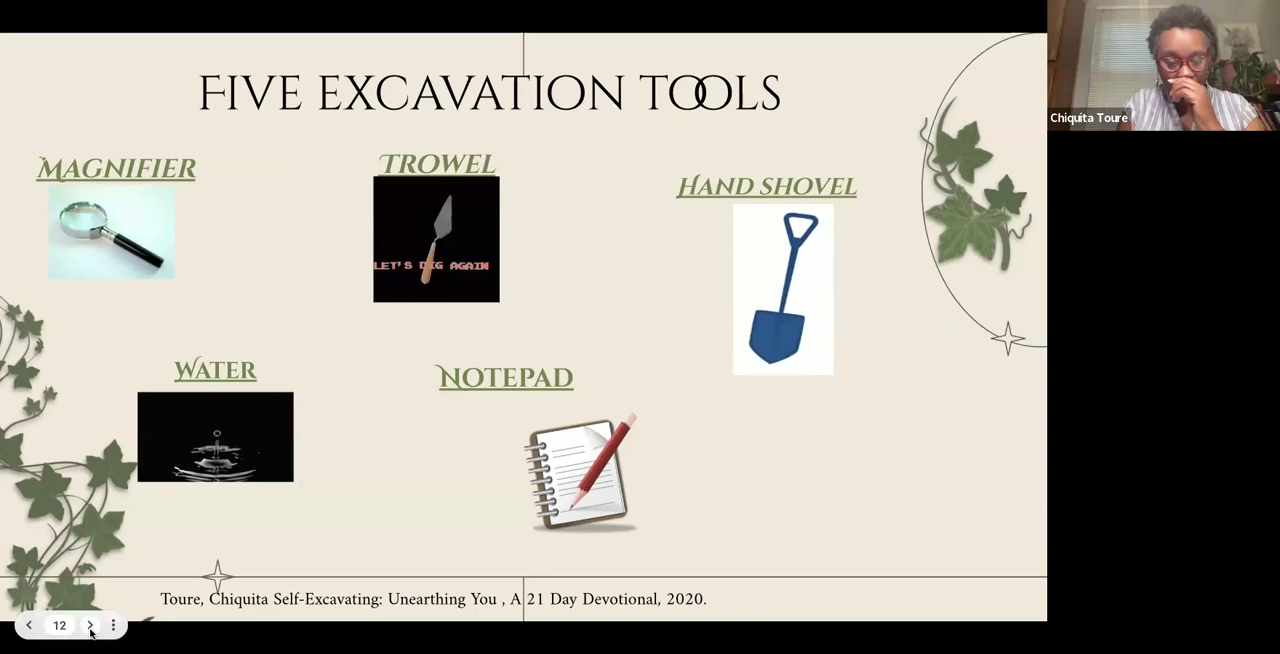 FIVE EXCAVATION TOOLS
MAGNIFIER
TROWEL
HAND SHOVEL
LET'S DIG AGAIN
WATER
NOTEPAD
Toure, Chiquita Self-Excavating: Unearthing You , A 21 Day Devotional, 2020.
12
Chiquita Toure